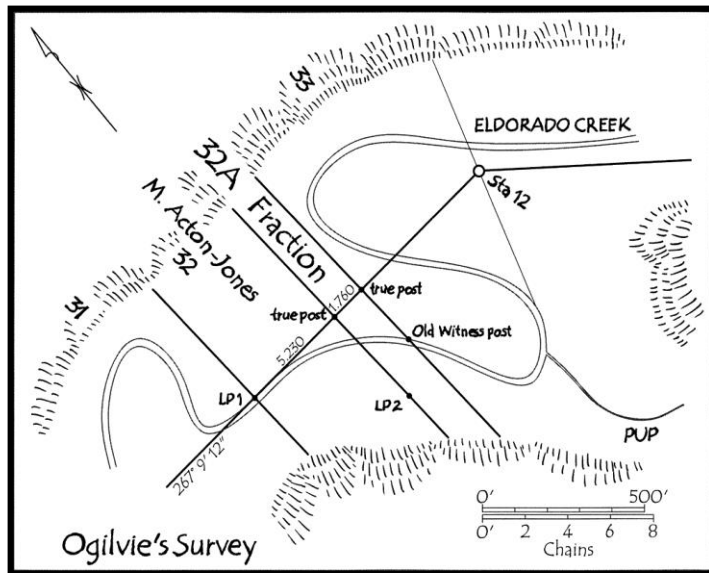 33
ELDORADO CREEK
32A
Fraction
Sta 12
M. Acton-Jones
32
31
1.760
true post
true post
Old Witness post
5.230
LP1
LP2
267° 9' 12"
PUP
0' 500'
0' 2 4 6 8
Chains
Ogilvie's Survey